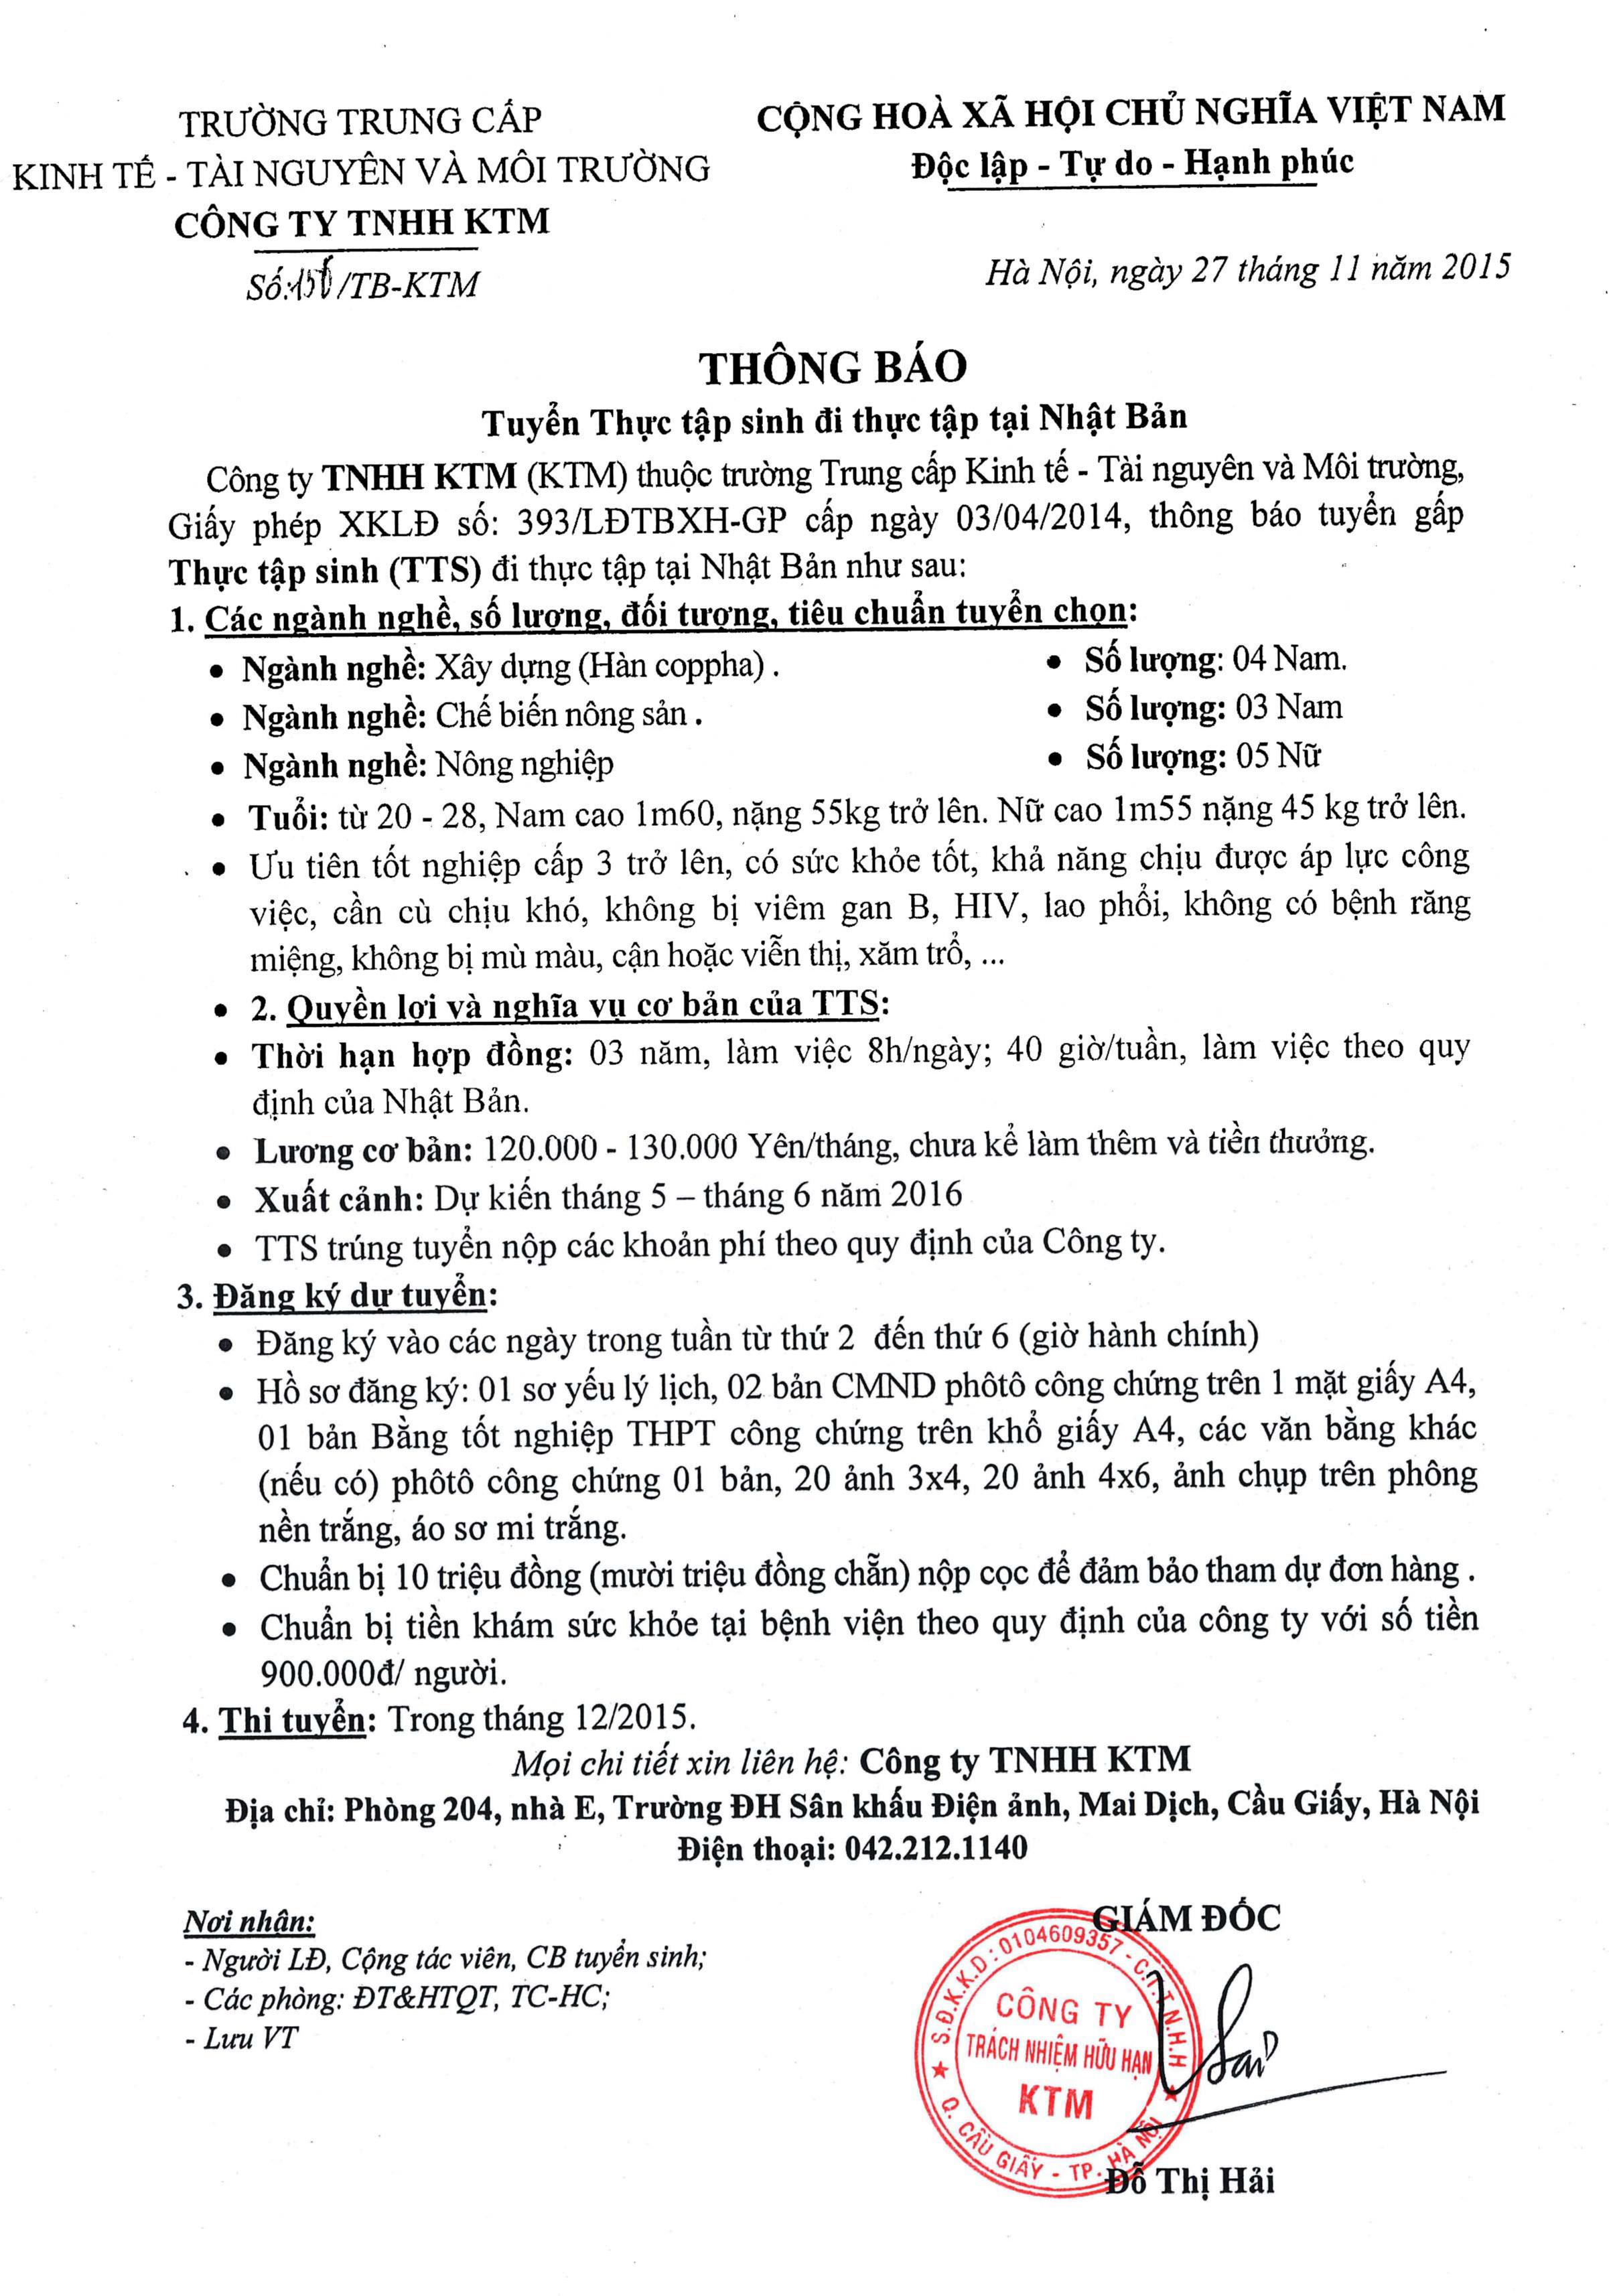 TRƯỜNG TRUNG CẤP
KINH TẾ - TÀI NGUYÊN VÀ MÔI TRƯỜNG
CÔNG TY TNHH KTM
Số: /TB-KTM
CỘNG HOÀ XÃ HỘI CHỦ NGHĨA VIỆT NAM
Độc lập - Tự do - Hạnh phúc
Hà Nội, ngày 27 tháng 11 năm 2015
THÔNG BÁO
Tuyển Thực tập sinh đi thực tập tại Nhật Bản
Công ty TNHH KTM (KTM) thuộc trường Trung cấp Kinh tế - Tài nguyên và Môi trường,
Giấy phép XKLĐ số: 393/LĐTBXH-GP cấp ngày 03/04/2014, thông báo tuyển gấp
Thực tập sinh (TTS) đi thực tập tại Nhật Bản như sau:
1. Các ngành nghề, số lượng, đối tượng, tiêu chuẩn tuyển chọn:
• Ngành nghề: Xây dựng (Hàn coppha) . • Số lượng: 04 Nam.
• Ngành nghề: Chế biến nông sản . • Số lượng: 03 Nam
• Ngành nghề: Nông nghiệp • Số lượng: 05 Nữ
• Tuổi: từ 20 - 28, Nam cao 1m60, nặng 55kg trở lên. Nữ cao 1m55 nặng 45 kg trở lên.
• Ưu tiên tốt nghiệp cấp 3 trở lên, có sức khỏe tốt, khả năng chịu được áp lực công
việc, cần cù chịu khó, không bị viêm gan B, HIV, lao phổi, không có bệnh răng
miệng, không bị mù màu, cận hoặc viễn thị, xăm trổ, ...
• 2. Quyền lợi và nghĩa vụ cơ bản của TTS:
• Thời hạn hợp đồng: 03 năm, làm việc 8h/ngày; 40 giờ/tuần, làm việc theo quy
định của Nhật Bản.
• Lương cơ bản: 120.000 - 130.000 Yên/tháng, chưa kể làm thêm và tiền thưởng.
• Xuất cảnh: Dự kiến tháng 5 – tháng 6 năm 2016
• TTS trúng tuyển nộp các khoản phí theo quy định của Công ty.
3. Đăng ký dự tuyển:
• Đăng ký vào các ngày trong tuần từ thứ 2 đến thứ 6 (giờ hành chính)
• Hồ sơ đăng ký: 01 sơ yếu lý lịch, 02 bản CMND phôtô công chứng trên 1 mặt giấy A4,
01 bản Bằng tốt nghiệp THPT công chứng trên khổ giấy A4, các văn bằng khác
(nếu có) phôtô công chứng 01 bản, 20 ảnh 3x4, 20 ảnh 4x6, ảnh chụp trên phông
nền trắng, áo sơ mi trắng.
• Chuẩn bị 10 triệu đồng (mười triệu đồng chẵn) nộp cọc để đảm bảo tham dự đơn hàng .
• Chuẩn bị tiền khám sức khỏe tại bệnh viện theo quy định của công ty với số tiền
900.000đ/ người.
4. Thi tuyển: Trong tháng 12/2015.
Mọi chi tiết xin liên hệ: Công ty TNHH KTM
Địa chỉ: Phòng 204, nhà E, Trường ĐH Sân khấu Điện ảnh, Mai Dịch, Cầu Giấy, Hà Nội
Điện thoại: 042.212.1140
Nơi nhận:
- Người LĐ, Cộng tác viên, CB tuyển sinh;
- Các phòng: ĐT&HTQT, TC-HC;
- Lưu VT
GIÁM ĐỐC
S.Đ.K.K.D: 0104609357 - C.T.T.N.H.H
CÔNG TY
TRÁCH NHIỆM HỮU HẠN
KTM
Q. CẦU GIẤY - TP. HÀ NỘI
Đỗ Thị Hải